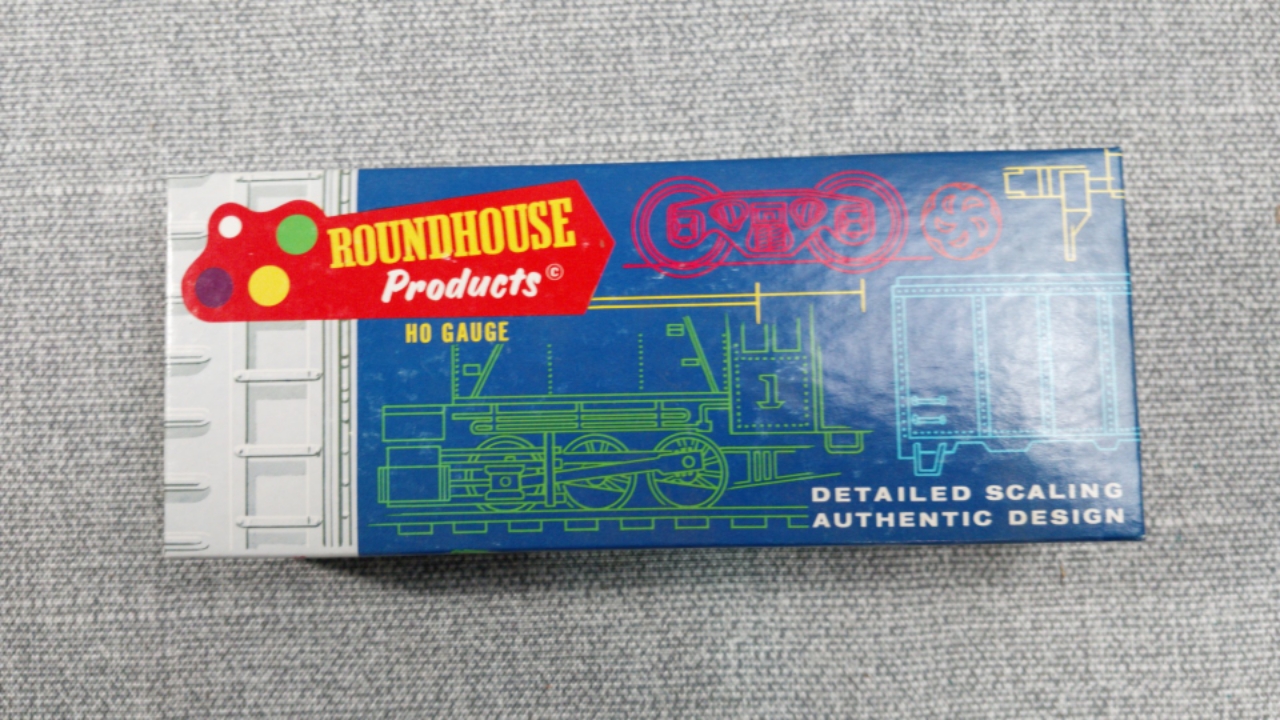 ROUNDHOUSE
Products©
HO GAUGE
1
DETAILED SCALING
AUTHENTIC DESIGN